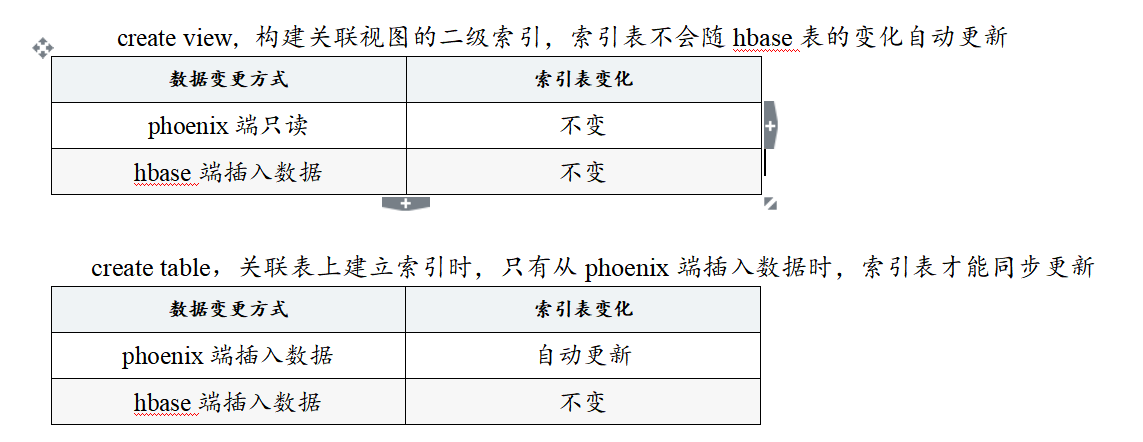 create view, 构建关联视图的二级索引，索引表不会随 hbase 表的变化自动更新
数据变更方式 索引表变化
phoenix 端只读 不变
hbase 端插入数据 不变
create table，关联表上建立索引时，只有从 phoenix 端插入数据时，索引表才能同步更新
数据变更方式 索引表变化
phoenix 端插入数据 自动更新
hbase 端插入数据 不变